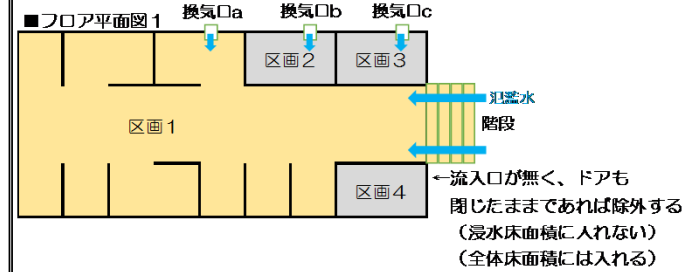 ■フロア平面図1
換気口a
換気口b
換気口c
区画2
区画3
氾濫水
区画1
階段
区画4
←流入口が無く、ドアも
閉じたままであれば除外する
（浸水床面積に入れない）
（全体床面積には入れる）